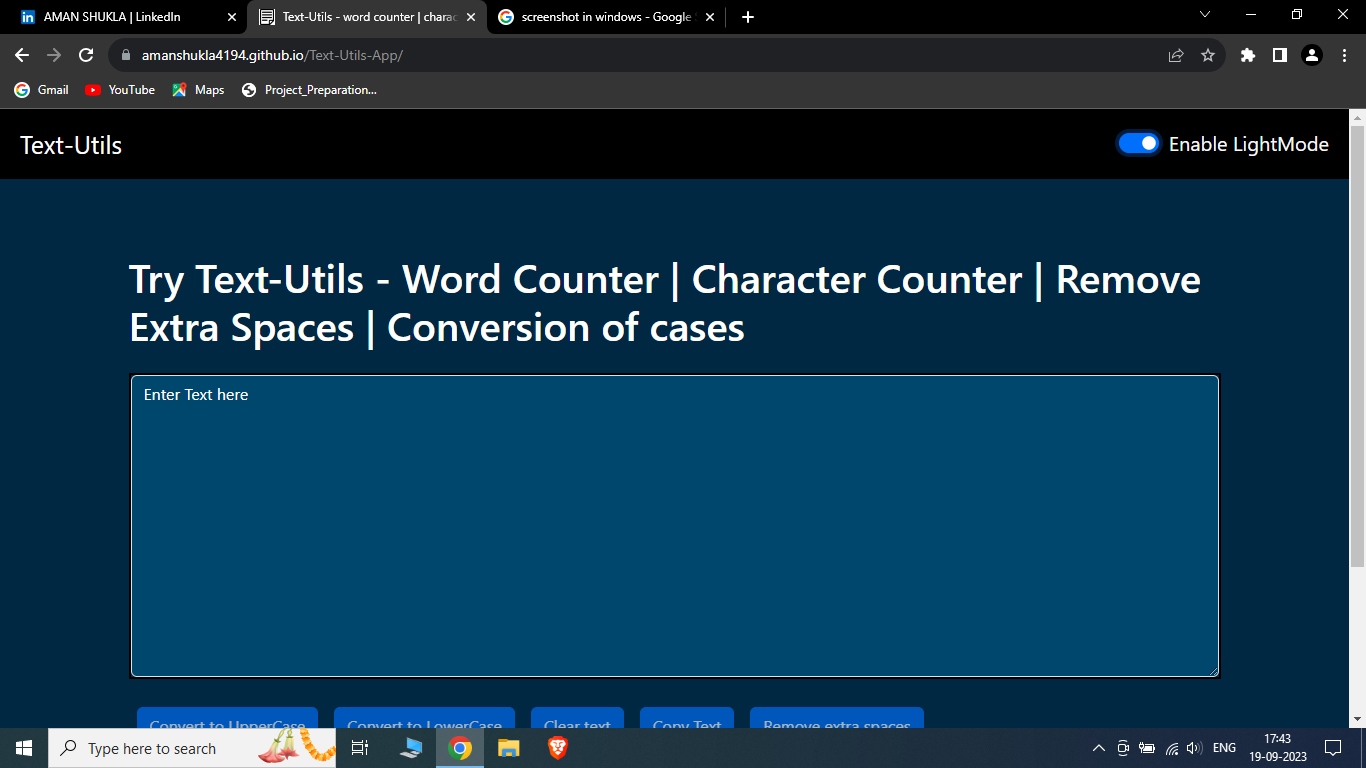 AMAN SHUKLA | LinkedIn
Text-Utils - word counter | charac
screenshot in windows - Google
amanshukla4194.github.io/Text-Utils-App/
Gmail
YouTube
Maps
Project_Preparation...
Text-Utils
Enable LightMode
Try Text-Utils - Word Counter | Character Counter | Remove
Extra Spaces | Conversion of cases
Enter Text here
Convert to UpperCase
Convert to LowerCase
Clear text
Copy Text
Remove extra spaces
Type here to search
ENG
17:43
19-09-2023